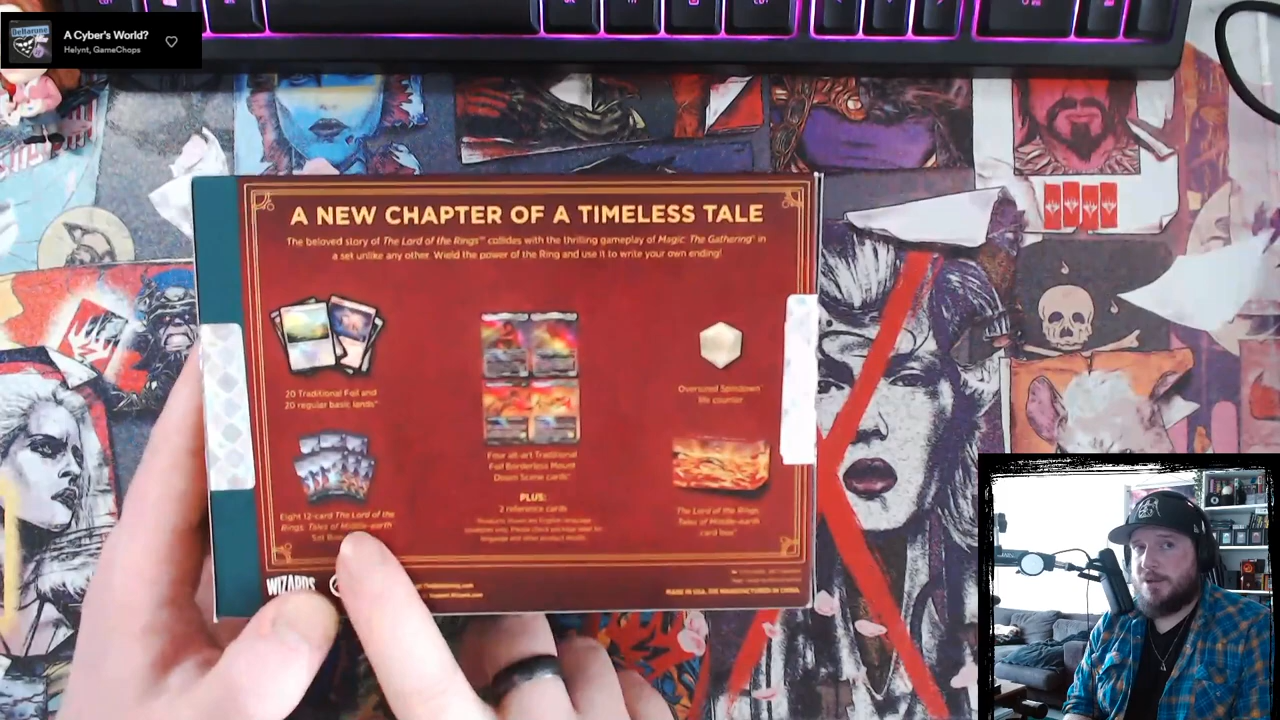 Deltarune
A Cyber's World?
Helynt, GameChops
A NEW CHAPTER OF A TIMELESS TALE
The beloved story of The Lord of the Rings™ collides with the thrilling gameplay of Magic: The Gathering® in
a set unlike any other. Wield the power of the Ring and use it to write your own ending!
20 Traditional Foil and
20 regular basic lands*
Eight 12-card The Lord of the
Rings: Tales of Middle-earth
Set
Four alt-art Traditional
Foil Borderless Mount
Doom Scene cards*
PLUS:
2 reference cards
Oversized Spindown™
life counter
The Lord of the Rings:
Tales of Middle-earth
card box*
WIZARDS
MADE IN USA. DIE MANUFACTURED IN CHINA.